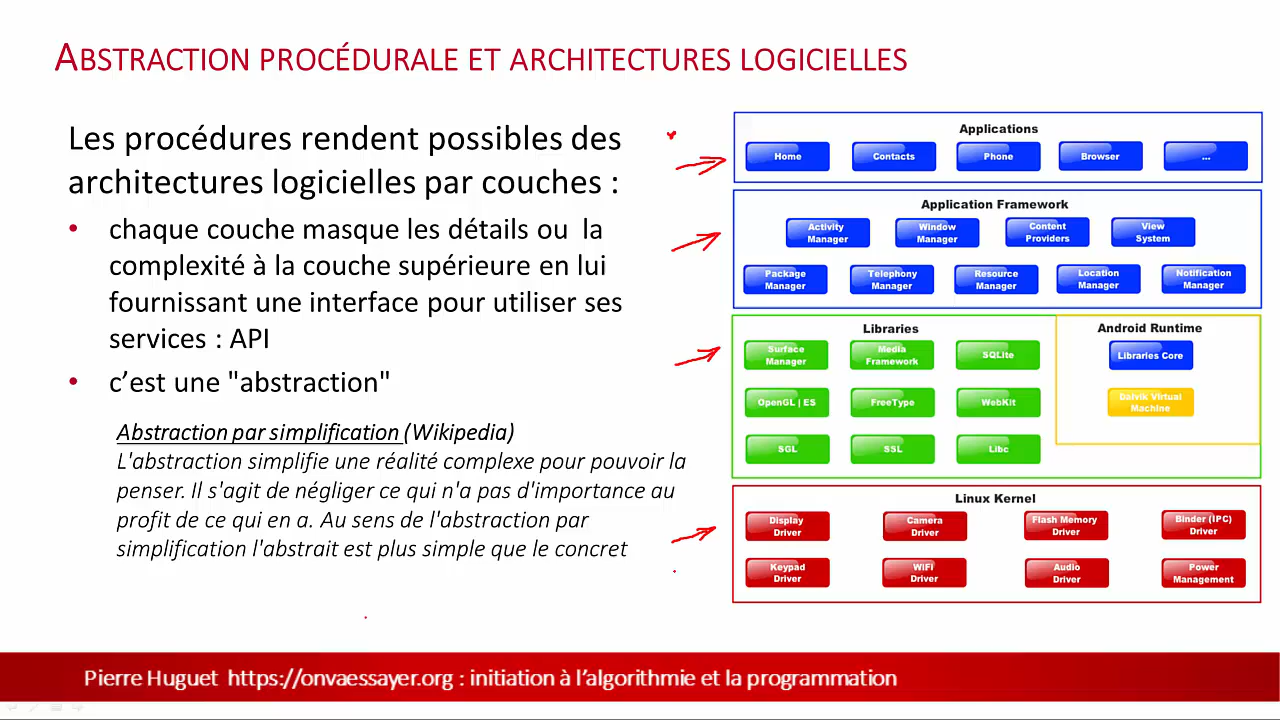 ABSTRACTION PROCÉDURALE ET ARCHITECTURES LOGICIELLES
Les procédures rendent possibles des
architectures logicielles par couches :
• chaque couche masque les détails ou la
complexité à la couche supérieure en lui
fournissant une interface pour utiliser ses
services : API
• c’est une "abstraction"
Abstraction par simplification (Wikipedia)
L'abstraction simplifie une réalité complexe pour pouvoir la
penser. Il s'agit de négliger ce qui n'a pas d'importance au
profit de ce qui en a. Au sens de l'abstraction par
simplification l'abstrait est plus simple que le concret
Applications
Home Contacts Phone Browser ...
Application Framework
Activity Manager Window Manager Content Providers View System
Package Manager Telephony Manager Resource Manager Location Manager Notification Manager
Libraries
Surface Manager Media Framework SQLite
OpenGL | ES FreeType WebKit
SGL SSL Libc
Android Runtime
Libraries Core
Dalvik Virtual Machine
Linux Kernel
Display Driver Camera Driver Flash Memory Driver Binder (IPC) Driver
Keypad Driver WiFi Driver Audio Driver Power Management
Pierre Huguet https://onvaessayer.org : initiation à l’algorithmie et la programmation